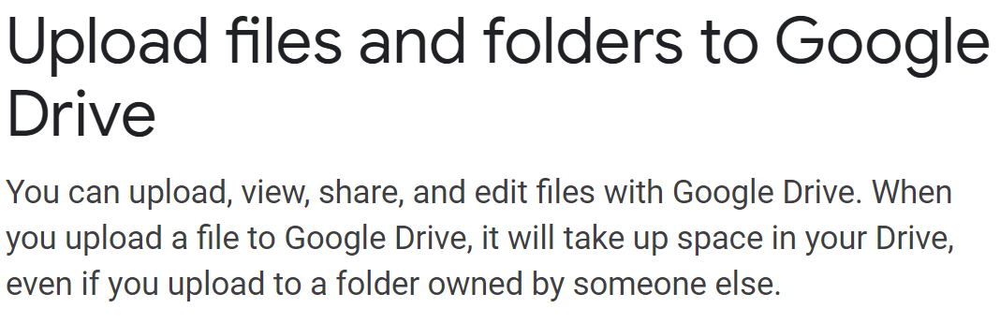 Upload files and folders to Google
Drive
You can upload, view, share, and edit files with Google Drive. When
you upload a file to Google Drive, it will take up space in your Drive,
even if you upload to a folder owned by someone else.